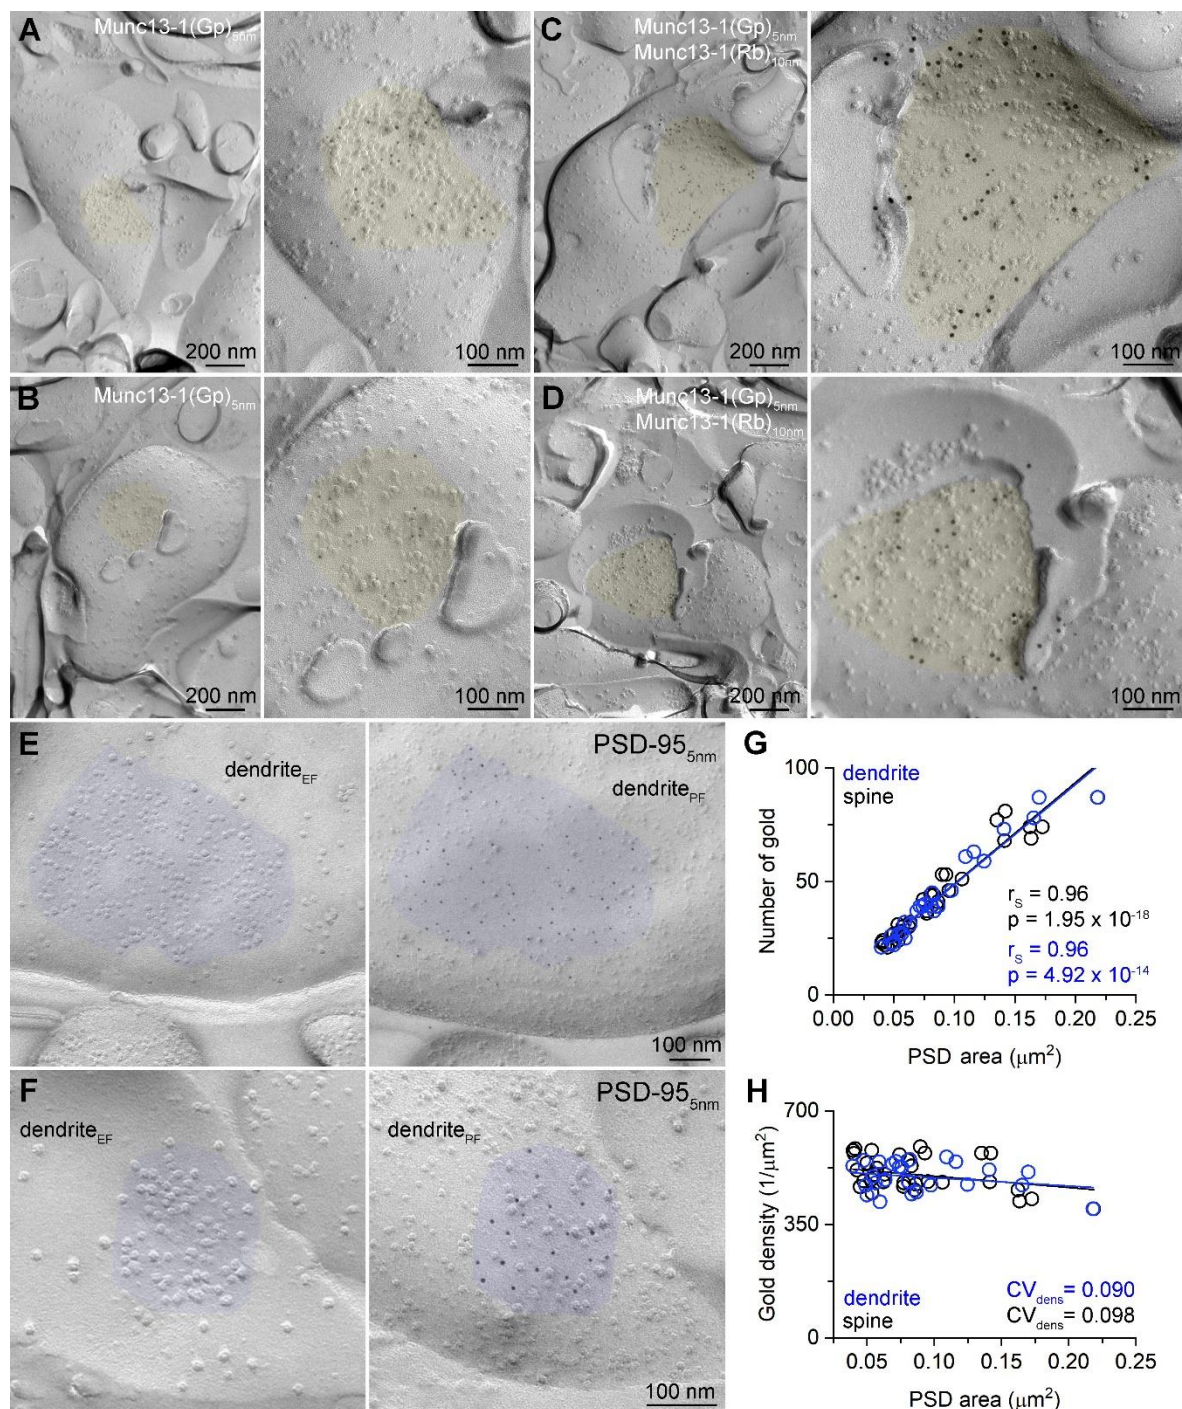 A
Munc13-1(Gp)5nm
200 nm
100 nm
C
Munc13-1(Gp)5nm
Munc13-1(Rb)10nm
200 nm
100 nm
B
Munc13-1(Gp)5nm
200 nm
100 nm
D
Munc13-1(Gp)5nm
Munc13-1(Rb)10nm
200 nm
100 nm
E
dendriteEF
PSD-955nm
dendritePF
100 nm
F
dendriteEF
PSD-955nm
dendritePF
100 nm
G
dendrite
spine
Number of gold
100
50
0
rS = 0.96
p = 1.95 x 10-18
rS = 0.96
p = 4.92 x 10-14
0.00 0.05 0.10 0.15 0.20 0.25
PSD area (μm2)
H
Gold density (1/μm2)
700
350
0
dendrite
spine
CVdens= 0.090
CVdens= 0.098
0.05 0.10 0.15 0.20 0.25
PSD area (μm2)